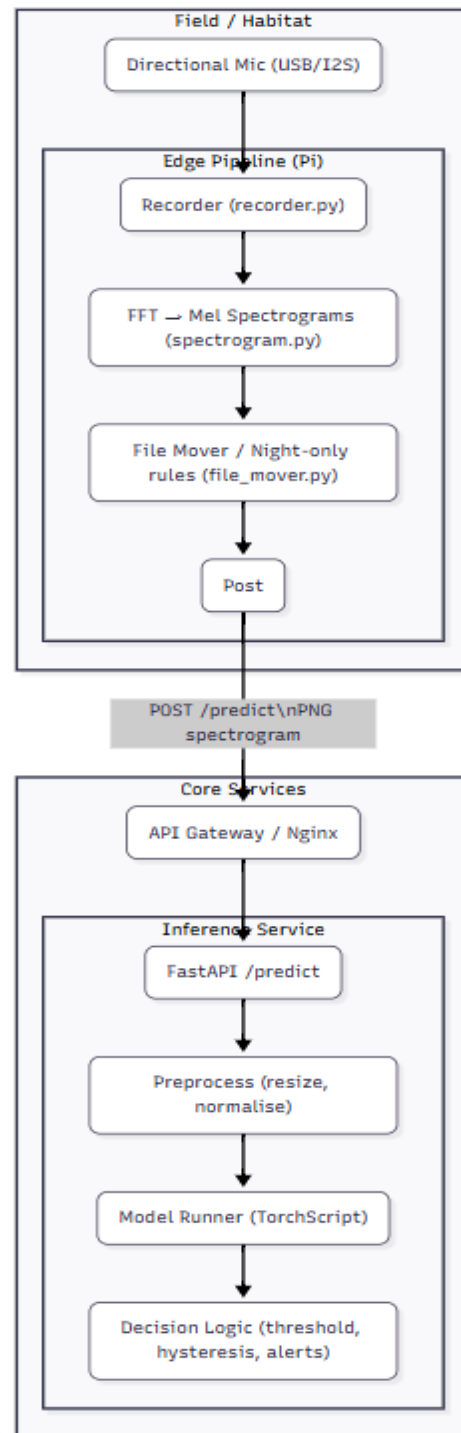 Field / Habitat
Directional Mic (USB/I2S)
Edge Pipeline (Pi)
Recorder (recorder.py)
FFT → Mel Spectrograms
(spectrogram.py)
File Mover / Night-only
rules (file_mover.py)
Post
POST /predict\nPNG
spectrogram
Core Services
API Gateway / Nginx
Inference Service
FastAPI /predict
Preprocess (resize,
normalise)
Model Runner (TorchScript)
Decision Logic (threshold,
hysteresis, alerts)